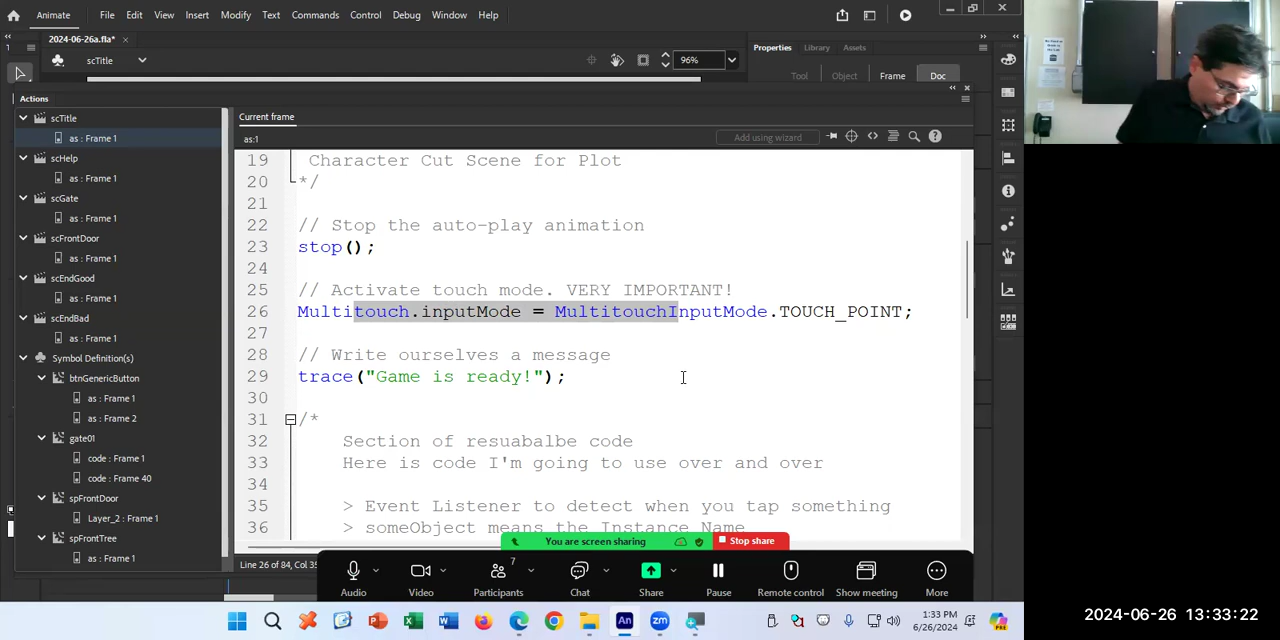 Animate File Edit View Insert Modify Text Commands Control Debug Window Help
2024-06-26a.fla* ×
scTitle 96%
Properties Library Assets
Tool Object Frame Doc
Actions
scTitle
as : Frame 1
scHelp
as : Frame 1
scGate
as : Frame 1
scFrontDoor
as : Frame 1
scEndGood
as : Frame 1
scEndBad
as : Frame 1
Symbol Definition(s)
btnGenericButton
as : Frame 1
as : Frame 2
gate01
code : Frame 1
code : Frame 40
spFrontDoor
Layer_2 : Frame 1
spFrontTree
as : Frame 1
Current frame
as:1 Add using wizard
19 Character Cut Scene for Plot
20 */
21
22 // Stop the auto-play animation
23 stop();
24
25 // Activate touch mode. VERY IMPORTANT!
26 Multitouch.inputMode = MultitouchInputMode.TOUCH_POINT;
27
28 // Write ourselves a message
29 trace("Game is ready!");
30
31 /*
32 Section of resuabalbe code
33 Here is code I'm going to use over and over
34
35 > Event Listener to detect when you tap something
36 > someObject means the Instance Name
You are screen sharing Stop share
Line 26 of 84, Col 35
7
Audio Video Participants Chat Share Pause Remote control Show meeting More
1:33 PM
6/26/2024
2024-06-26 13:33:22